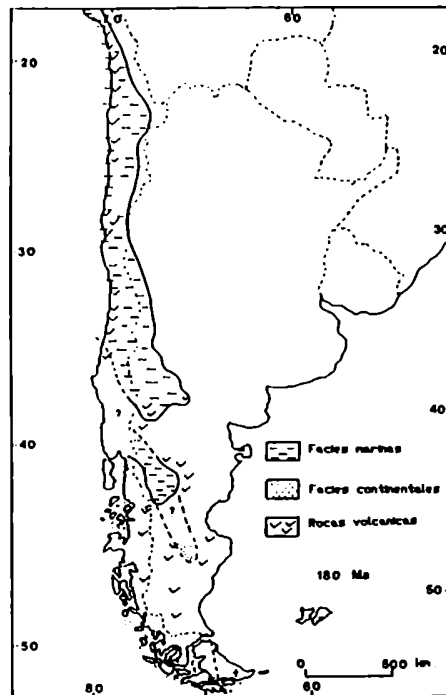 60
20 20
30 30
40 40
Facies marinas
Facies continentales
Rocas volcanicas
180 Ma
50 50
0 500 km
80 60